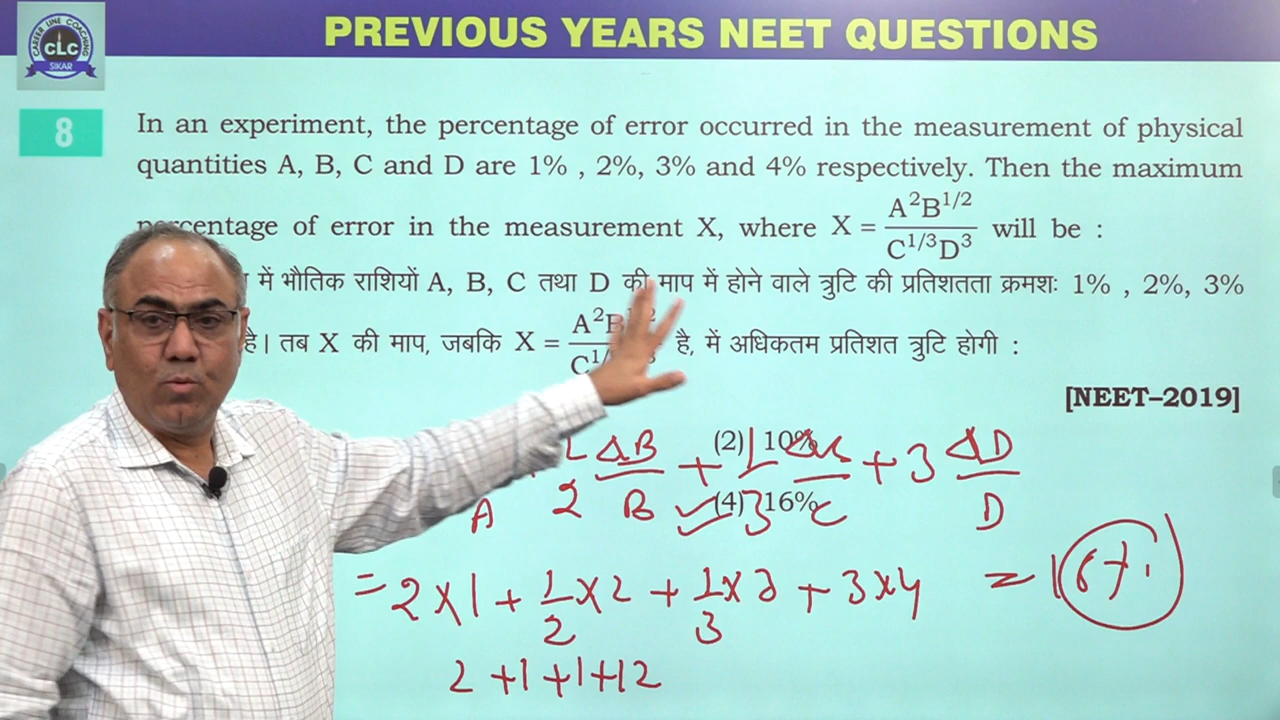 PREVIOUS YEARS NEET QUESTIONS
CAREER LINE COACHING
CLC
SIKAR
8
In an experiment, the percentage of error occurred in the measurement of physical
quantities A, B, C and D are 1% , 2%, 3% and 4% respectively. Then the maximum
percentage of error in the measurement X, where X = A²B^1/2 / C^1/3D³ will be :
में भौतिक राशियों A, B, C तथा D की माप में होने वाले त्रुटि की प्रतिशतता क्रमशः 1% , 2%, 3%
है। तब X की माप, जबकि X = A²B / C है, में अधिकतम प्रतिशत त्रुटि होगी :
[NEET–2019]
(2) 10%
(4) 16%
A + 1/2 ΔB/B + 1/3 ΔC/C + 3 ΔD/D
= 2 x 1 + 1/2 x 2 + 1/3 x 3 + 3 x 4 = 16%
2 + 1 + 1 + 12